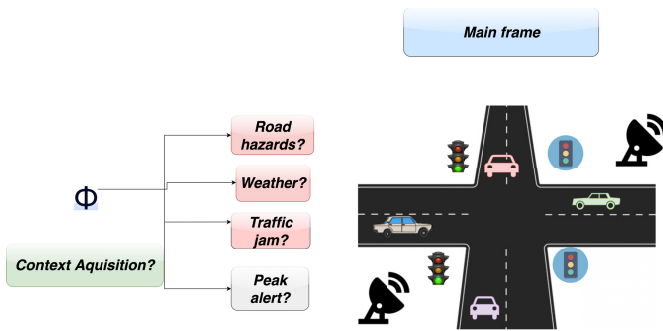 Main frame
Road
hazards?
Weather?
Φ
Traffic
jam?
Context Aquisition?
Peak
alert?